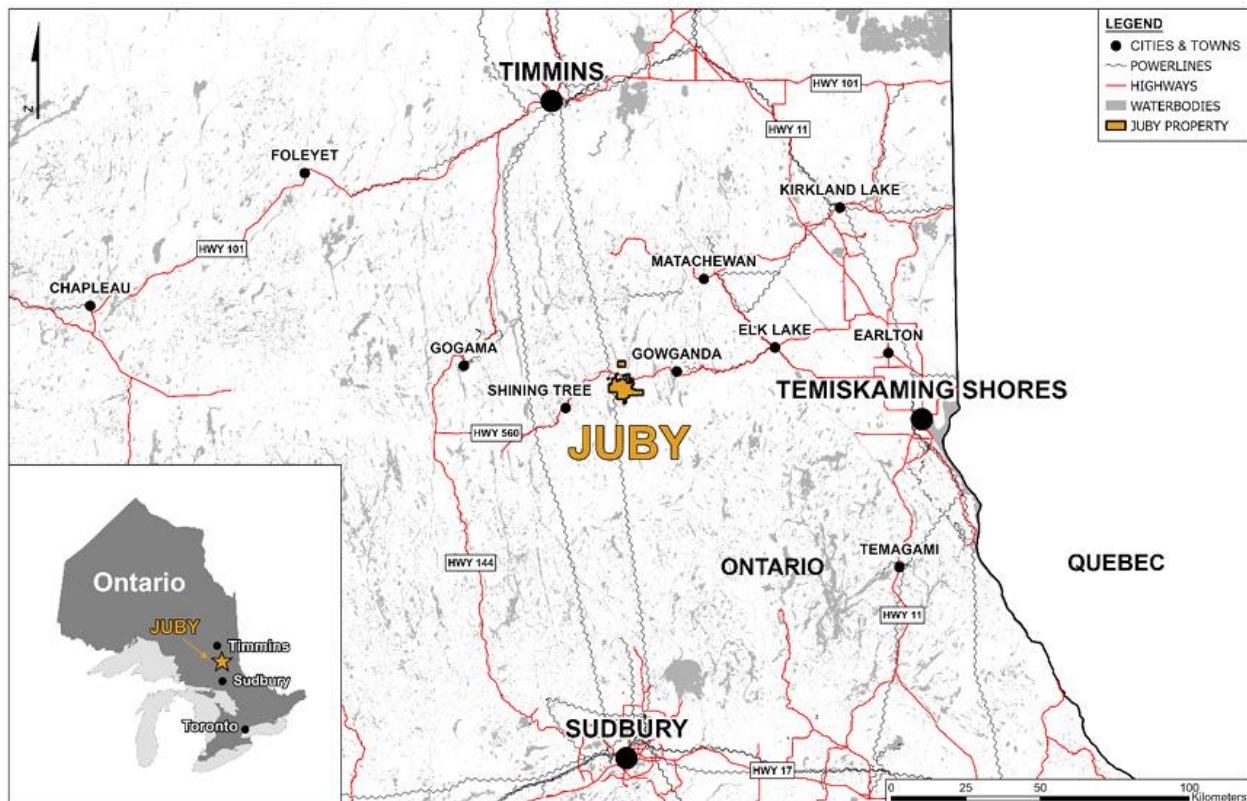 LEGEND
CITIES & TOWNS
POWERLINES
HIGHWAYS
WATERBODIES
JUBY PROPERTY
N
TIMMINS
HWY 101
HWY 11
FOLEYET
KIRKLAND LAKE
HWY 101
MATACHEWAN
CHAPLEAU
ELK LAKE
EARLTON
GOGAMA
GOWGANDA
SHINING TREE
TEMISKAMING SHORES
HWY 560
JUBY
TEMAGAMI
HWY 144
ONTARIO
QUEBEC
HWY 11
SUDBURY
HWY 17
0 25 50 100
Kilometers
Ontario
JUBY
Timmins
Sudbury
Toronto